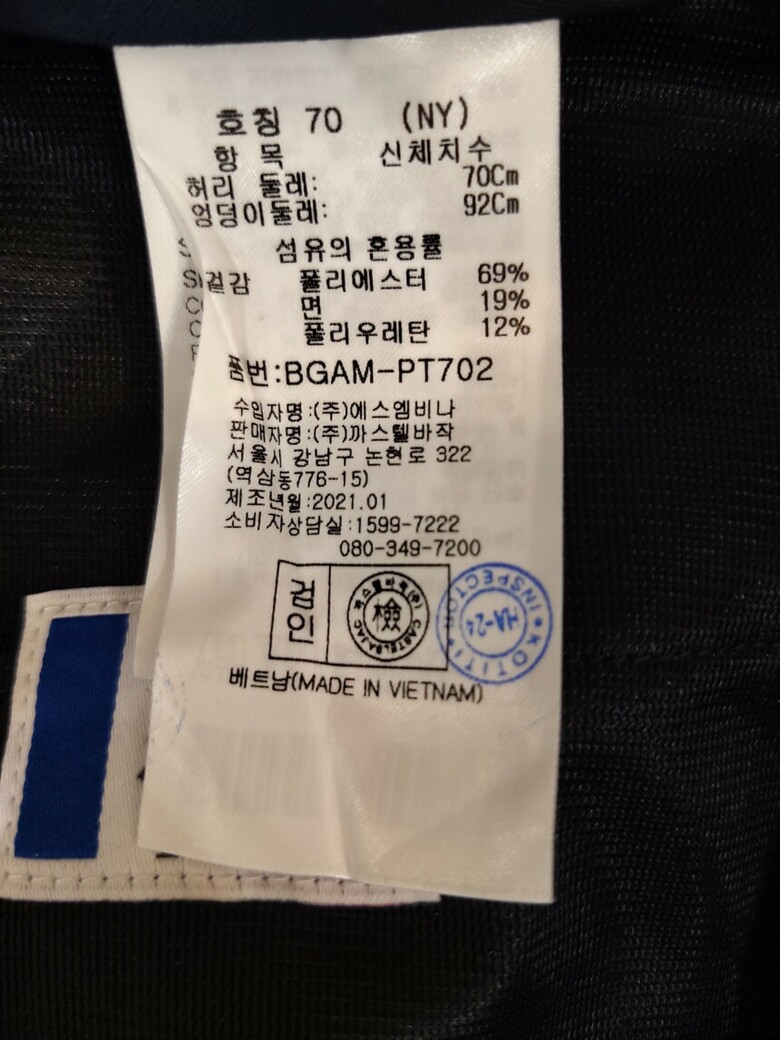 호칭 70 (NY)
항 목 신체치수
허리 둘레: 70Cm
엉덩이둘레: 92Cm
섬유의 혼용률
겉감 폴리에스터 69%
면 19%
폴리우레탄 12%
품번:BGAM-PT702
수입자명:(주)에스엠비나
판매자명:(주)까스텔바작
서울시 강남구 논현로 322
(역삼동776-15)
제조년월:2021.01
소비자상담실:1599-7222
080-349-7200
검인
檢
CASTELBAJAC
KOTITI
INSPECTOR
베트남(MADE IN VIETNAM)